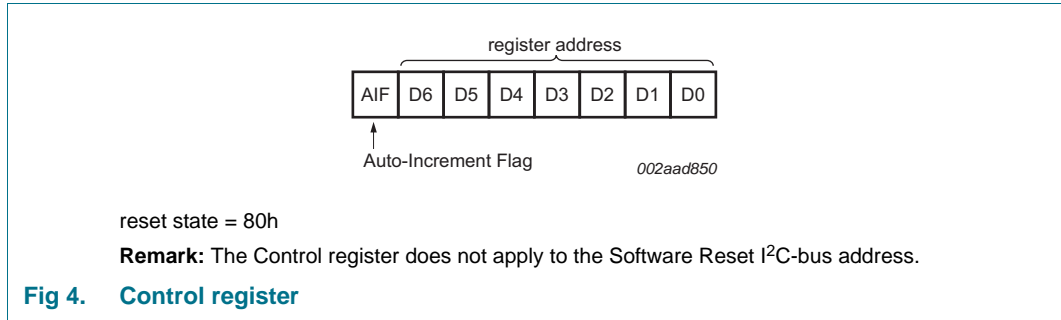 register address
AIF D6 D5 D4 D3 D2 D1 D0
Auto-Increment Flag
002aad850
reset state = 80h
Remark: The Control register does not apply to the Software Reset I²C-bus address.
Fig 4. Control register